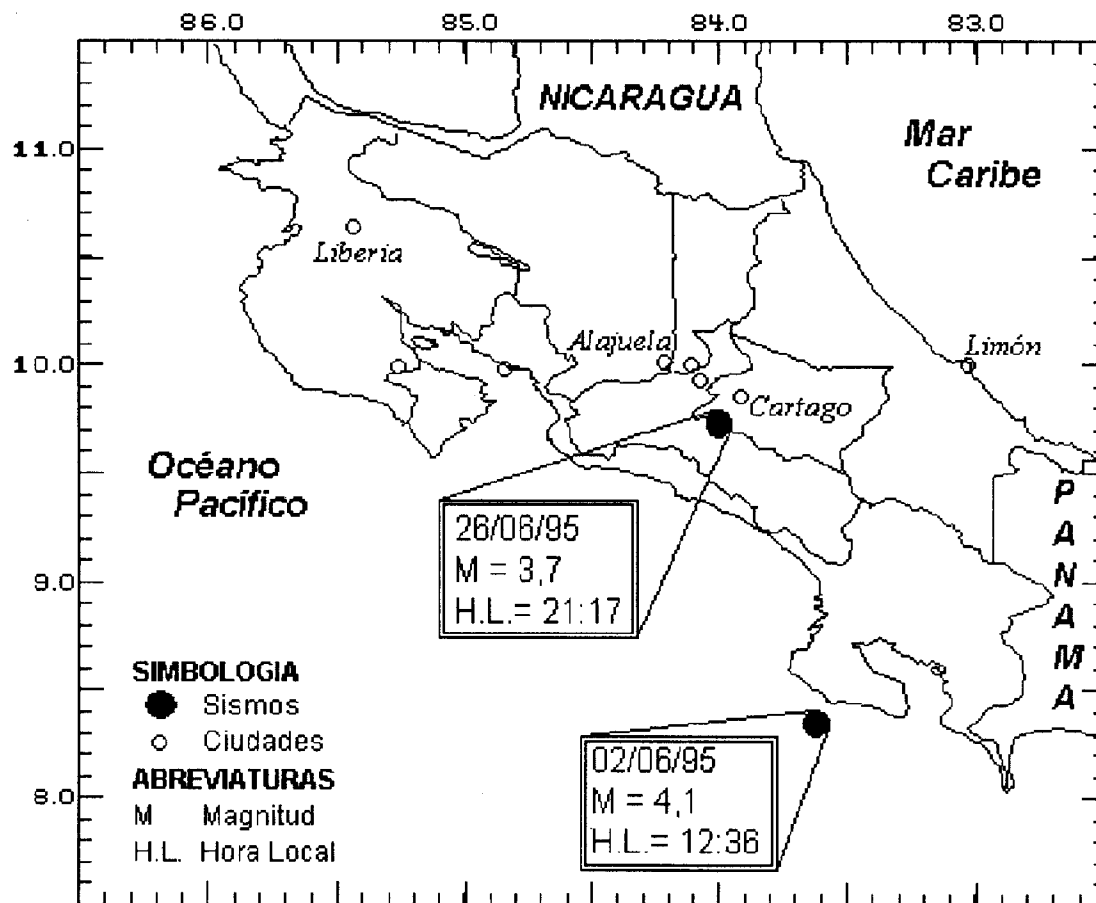 86.0 85.0 84.0 83.0
NICARAGUA
Mar
Caribe
11.0
Liberia
Alajuela
Limón
10.0
Cartago
Océano
Pacífico
PANAMA
26/06/95
M = 3,7
H.L.= 21:17
9.0
SIMBOLOGIA
Sismos
Ciudades
ABREVIATURAS
M Magnitud
H.L. Hora Local
8.0
02/06/95
M = 4,1
H.L.= 12:36